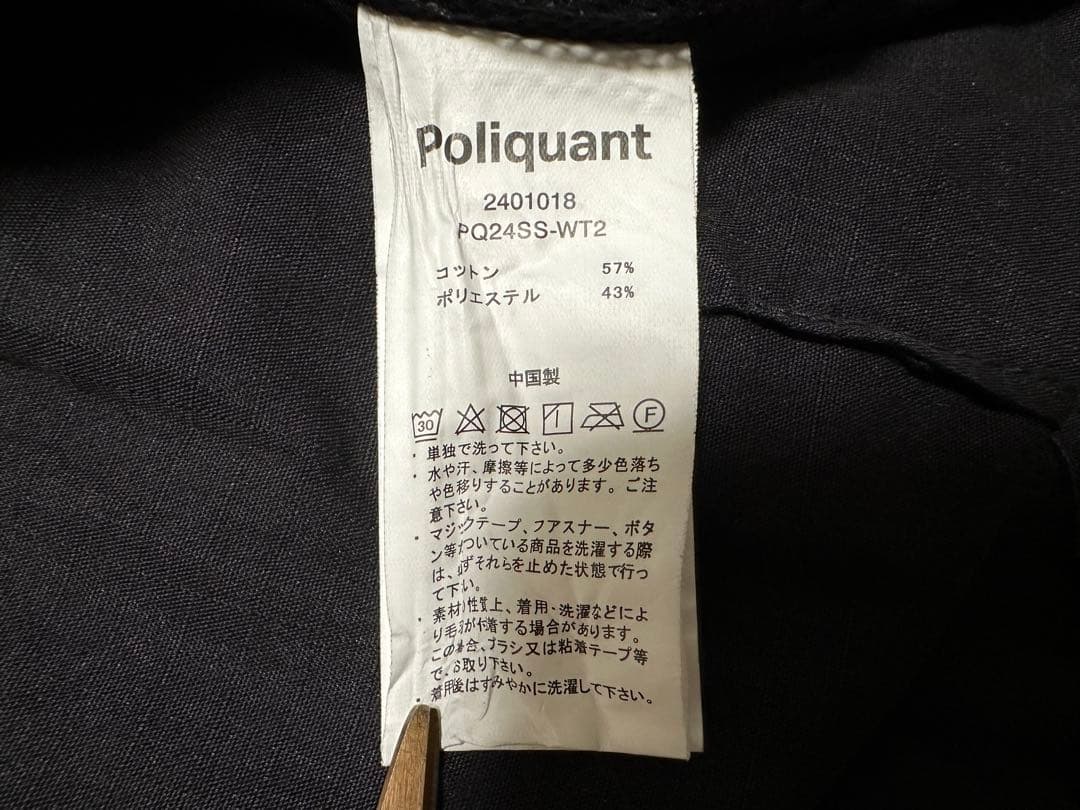 Poliquant
2401018
PQ24SS-WT2
コットン 57%
ポリエステル 43%
中国製
30 F
・単独で洗って下さい。
・水や汗、摩擦等によって多少色落ち
や色移りすることがあります。ご注
意下さい。
・マジックテープ、フアスナー、ボタ
ン等がついている商品を洗濯する際
は、必ずそれらを止めた状態で行っ
て下さい。
・素材の性質上、着用・洗濯などによ
り毛羽が付着する場合があります。
この場合、ブラシ又は粘着テープ等
で、お取り下さい。
・着用後はすみやかに洗濯して下さい。